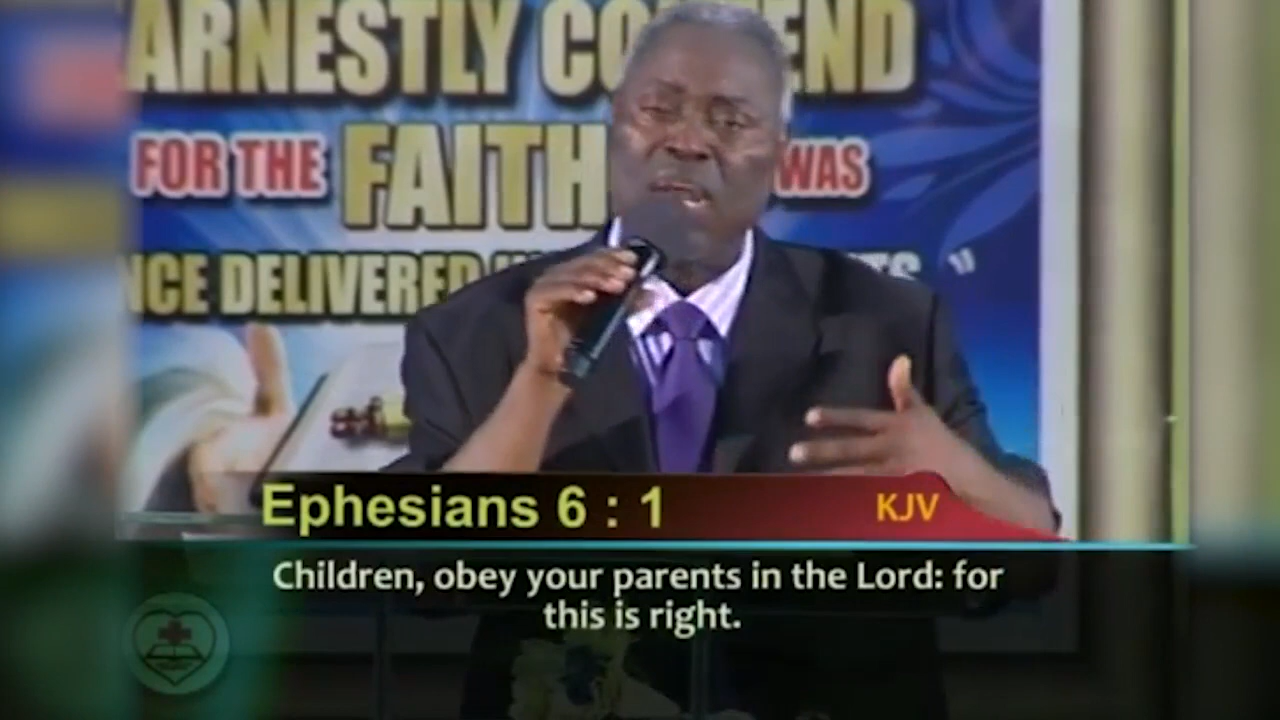 ARNESTLY CO END
FOR THE FAITH WAS
NCE DELIVERED TS "
Ephesians 6 : 1 KJV
Children, obey your parents in the Lord: for
this is right.